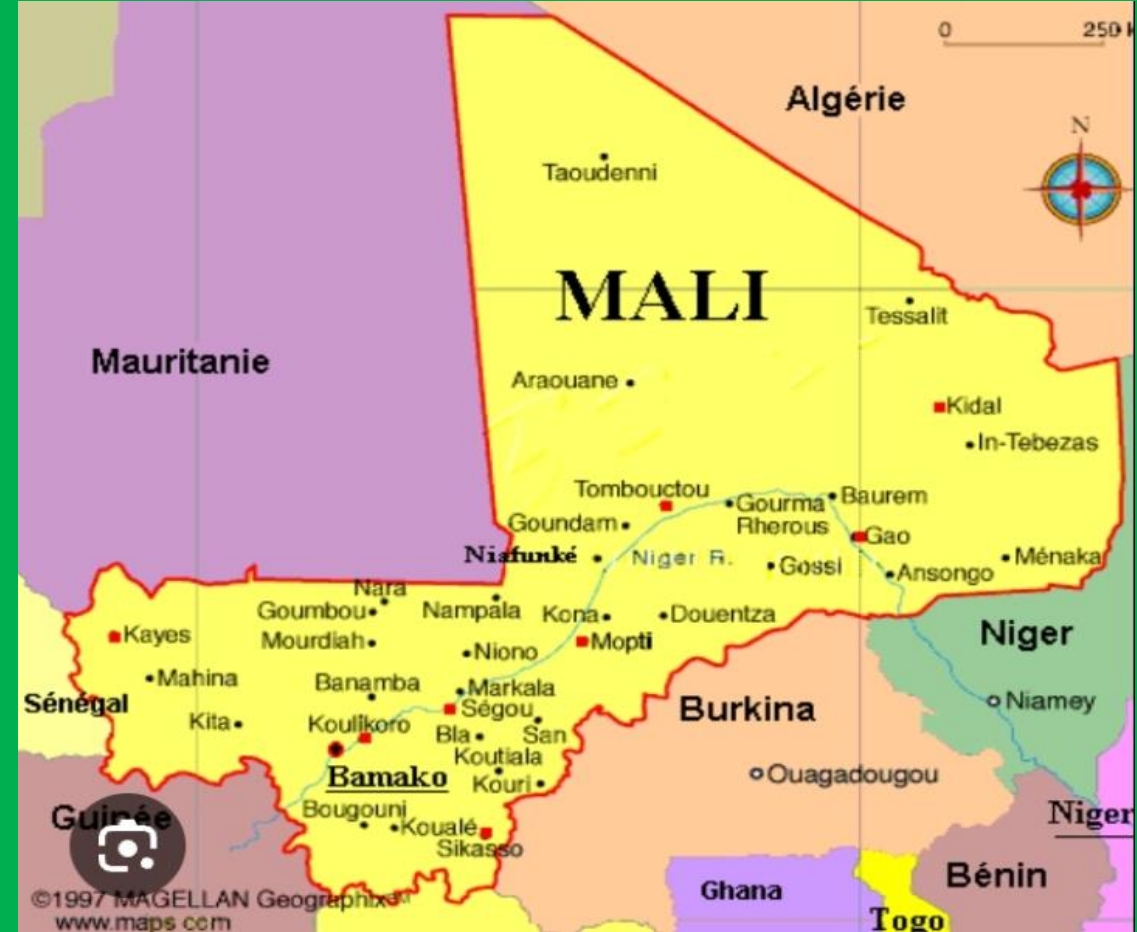 0 250 k
Algérie
N
Taoudenni
MALI
Tessalit
Mauritanie
Araouane
Kidal
In-Tebezas
Tombouctou
Baurem
Gourma
Rherous
Goundam
Gao
Niafunké
Niger R.
Gossi
Ménaka
Ansongo
Nara
Goumbou
Nampala
Kona
Douentza
Kayes
Mourdiah
Mopti
Niger
Niono
Mahina
Banamba
Markala
Sénégal
Ségou
Burkina
Niamey
Kita
Koulikoro
Bla
San
Koutiala
Bamako
Kouri
Ouagadougou
Bougouni
Guinée
Koualé
Niger
Sikasso
Bénin
Ghana
©1997 MAGELLAN Geographix
www.maps.com
Togo